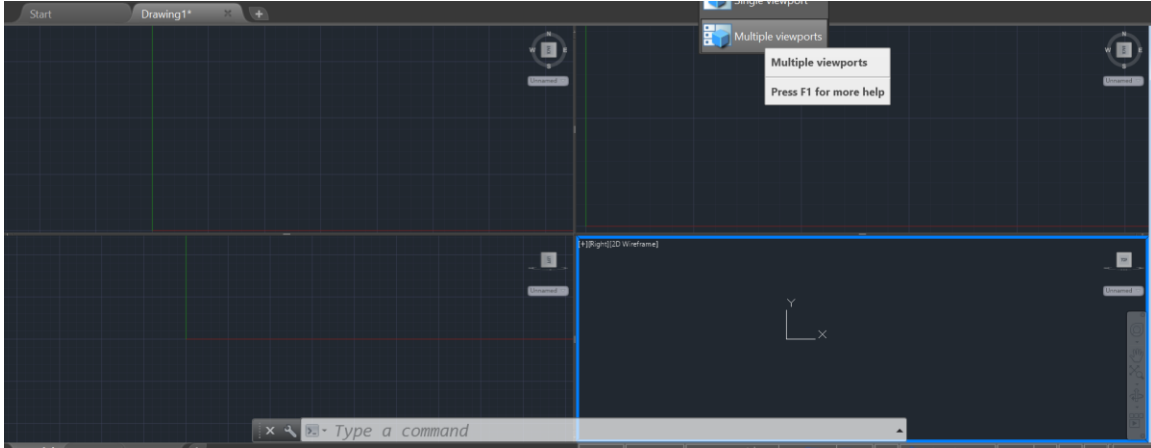 Start
Drawing1*
Single viewport
Multiple viewports
Multiple viewports
Press F1 for more help
Unnamed
Unnamed
[+][Right][2D Wireframe]
Unnamed
Unnamed
Y
X
Type a command